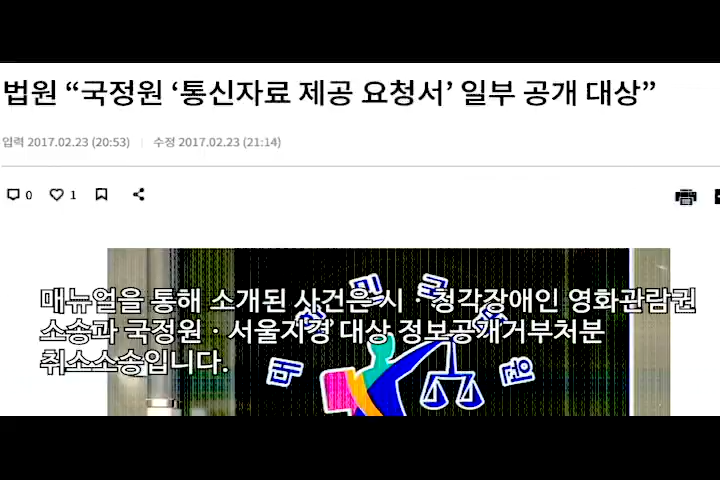 법원 “국정원 ‘통신자료 제공 요청서’ 일부 공개 대상”
입력 2017.02.23 (20:53) | 수정 2017.02.23 (21:14)
0 1
매뉴얼을 통해 소개된 사건은 시·청각장애인 영화관람권
소송과 국정원·서울지경 대상 정보공개거부처분
취소소송입니다.
대 민국 원